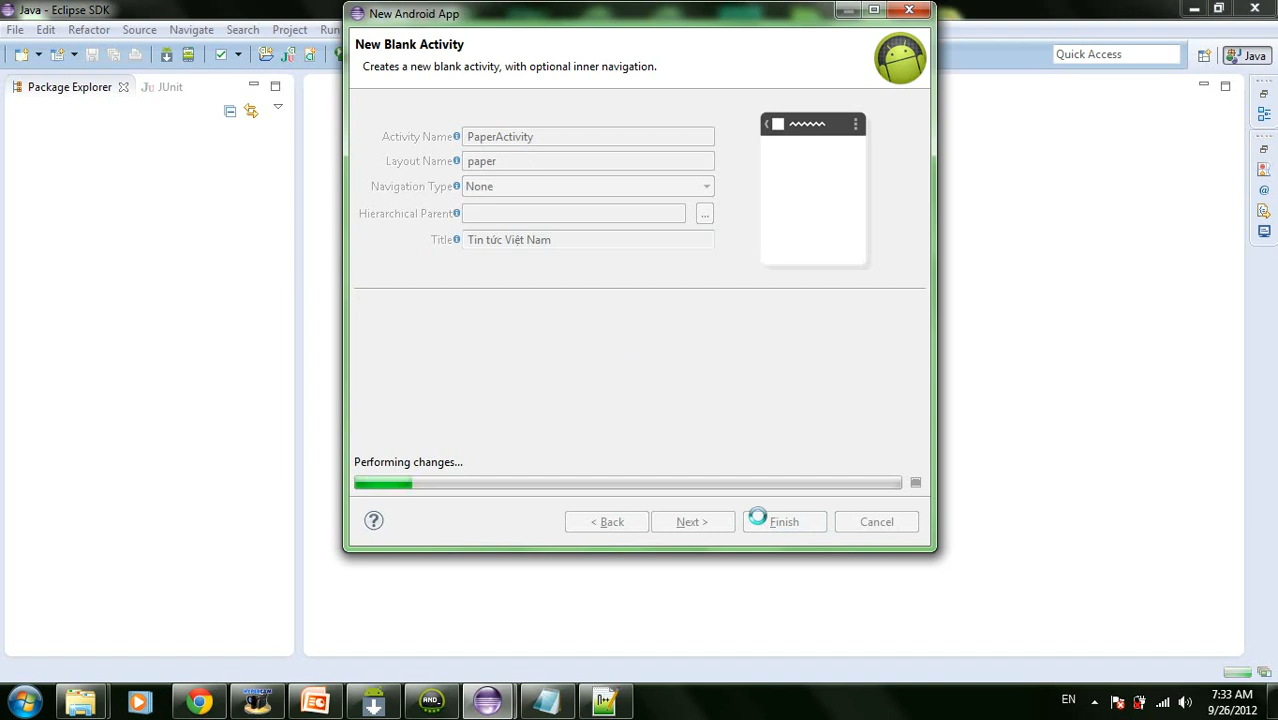 Java - Eclipse SDK
New Android App
File Edit Refactor Source Navigate Search Project Run
New Blank Activity
Creates a new blank activity, with optional inner navigation.
Quick Access
Java
Package Explorer
JUnit
Activity Name PaperActivity
Layout Name paper
Navigation Type None
Hierarchical Parent
...
Title Tin tức Việt Nam
Performing changes...
?
< Back
Next >
Finish
Cancel
EN
7:33 AM
9/26/2012